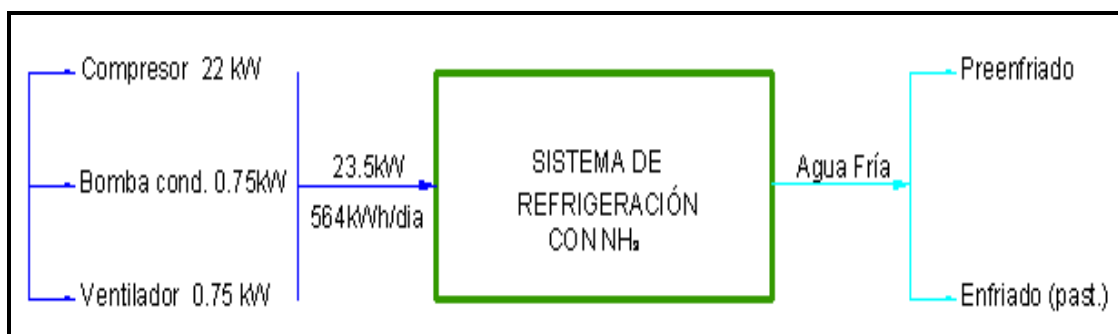 Compresor 22 kW
Bomba cond. 0.75kW
Ventilador 0.75 kW
23.5kW
564kWh/dia
SISTEMA DE
REFRIGERACIÓN
CON NH₃
Agua Fría
Preenfriado
Enfriado (past.)